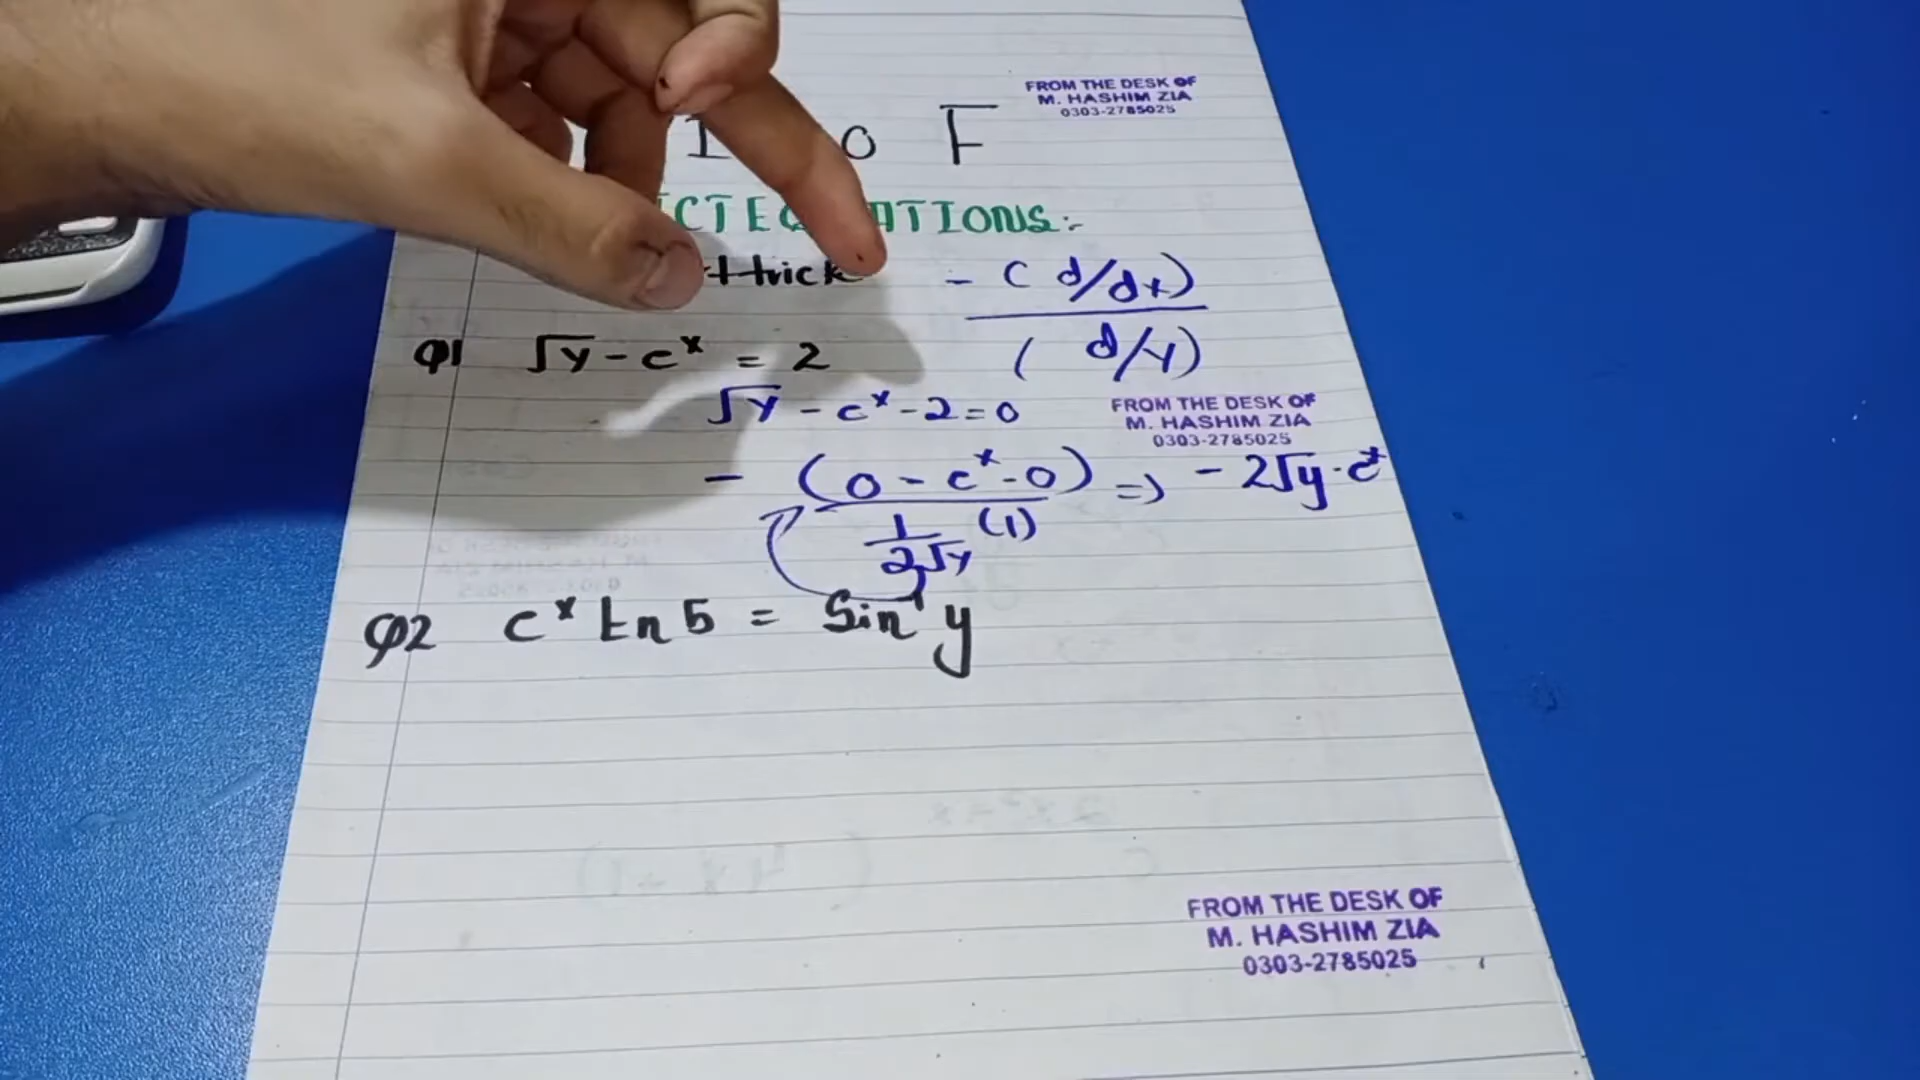 FROM THE DESK OF
M. HASHIM ZIA
0303-2785025
o F
trick - ( d/dx)
( d/y)
Q1 √y - e^x = 2
√y - e^x - 2 = 0
FROM THE DESK OF
M. HASHIM ZIA
0303-2785025
- (0 - e^x - 0) => - 2√y · e^x
1/2√y (1)
Q2 e^x Ln 5 = Sin^-1 y
FROM THE DESK OF
M. HASHIM ZIA
0303-2785025